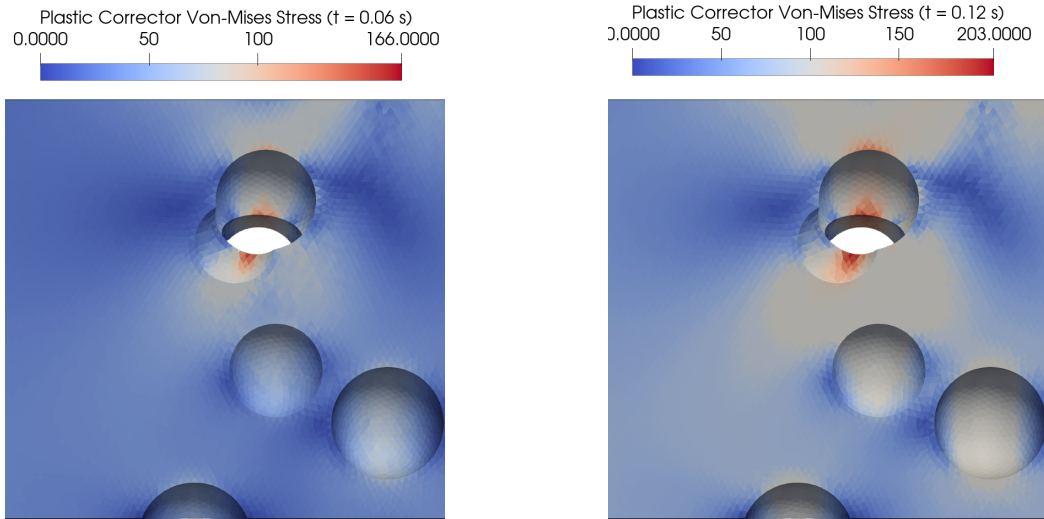 Plastic Corrector Von-Mises Stress (t = 0.06 s)
0.0000 50 100 166.0000
Plastic Corrector Von-Mises Stress (t = 0.12 s)
0.0000 50 100 150 203.0000